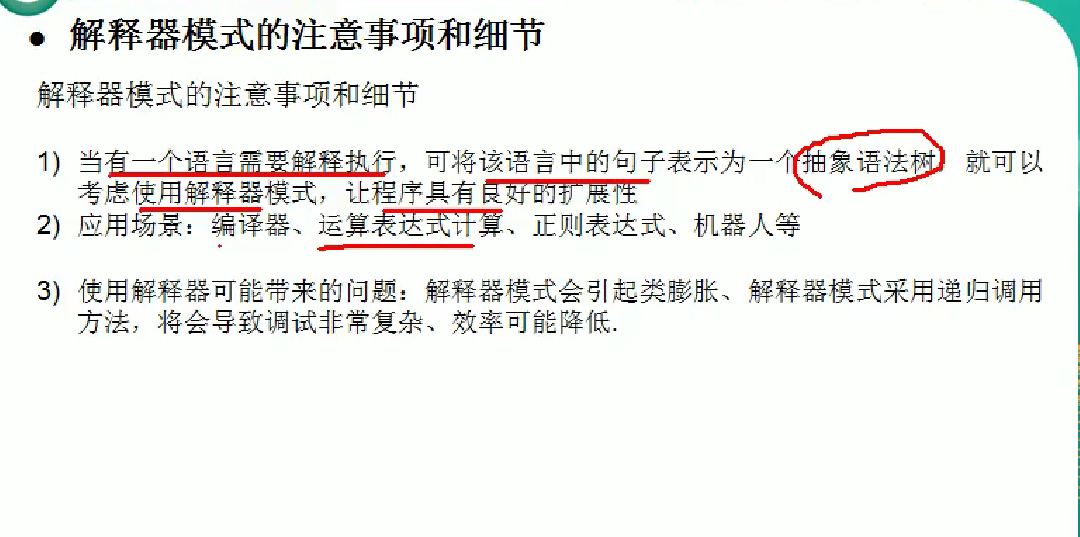 ● 解释器模式的注意事项和细节
解释器模式的注意事项和细节
1) 当有一个语言需要解释执行，可将该语言中的句子表示为一个抽象语法树，就可以
考虑使用解释器模式，让程序具有良好的扩展性
2) 应用场景：编译器、运算表达式计算、正则表达式、机器人等
3) 使用解释器可能带来的问题：解释器模式会引起类膨胀、解释器模式采用递归调用
方法，将会导致调试非常复杂、效率可能降低.